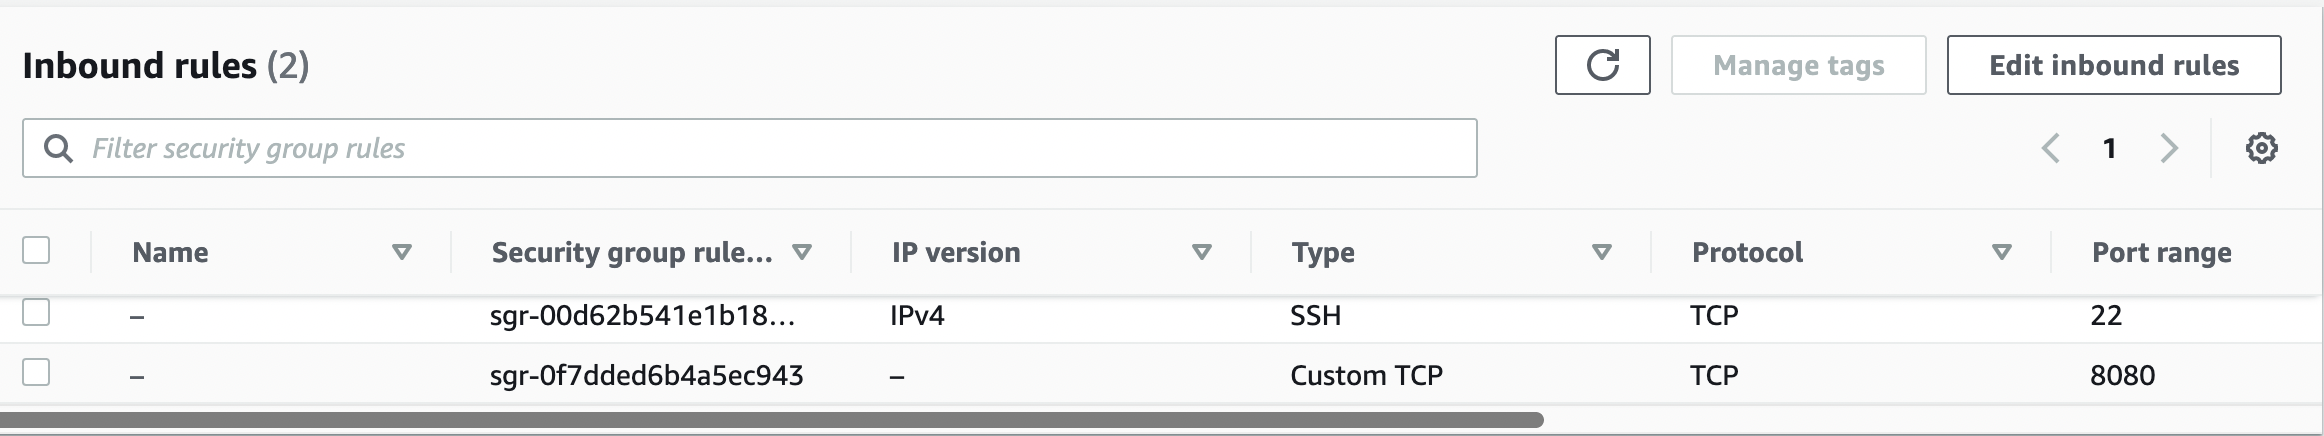 Inbound rules (2)
Manage tags
Edit inbound rules
Filter security group rules
1
Name Security group rule... IP version Type Protocol Port range
– sgr-00d62b541e1b18... IPv4 SSH TCP 22
– sgr-0f7dded6b4a5ec943 – Custom TCP TCP 8080